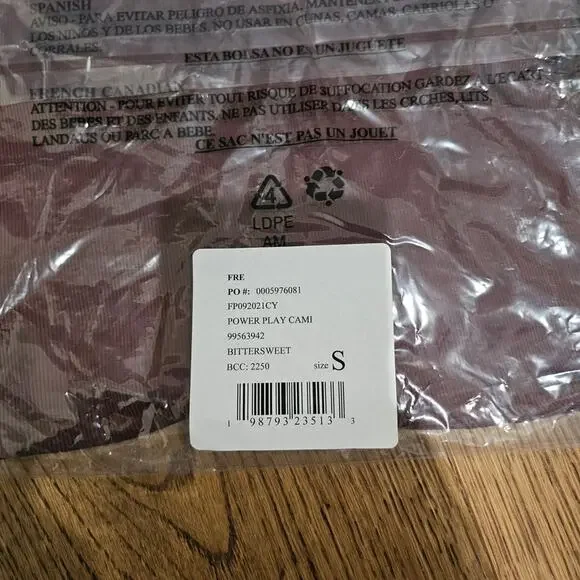 SPANISH
AVISO - PARA EVITAR PELIGRO DE ASFIXIA, MANTENER
LOS NIÑOS Y DE LOS BEBES. NO USAR EN CUNAS, CAMAS, CARRIOLAS O
CORRALES.
ESTA BOLSA NO ES UN JUGUETE
FRENCH CANADIAN
ATTENTION - POUR EVITER TOUT RISQUE DE SUFFOCATION GARDEZ A L'ECART
DES BEBES ET DES ENFANTS, NE PAS UTILISER DANS LES CRCHES, LITS,
LANDAUS OU PARC A BEBE
CE SAC N'EST PAS UN JOUET
4
LDPE
AM
FRE
PO #: 0005976081
FP092021CY
POWER PLAY CAMI
99563942
BITTERSWEET
BCC: 2250 size S
1 98793 23513 3